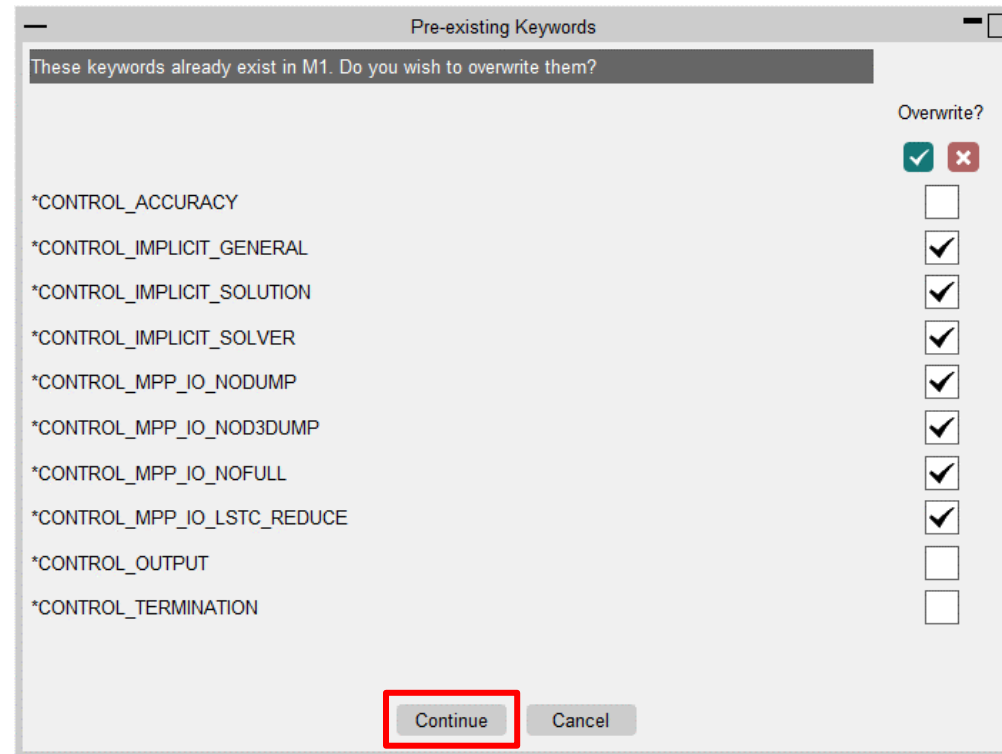 Pre-existing Keywords
These keywords already exist in M1. Do you wish to overwrite them?
Overwrite?
*CONTROL_ACCURACY
*CONTROL_IMPLICIT_GENERAL
*CONTROL_IMPLICIT_SOLUTION
*CONTROL_IMPLICIT_SOLVER
*CONTROL_MPP_IO_NODUMP
*CONTROL_MPP_IO_NOD3DUMP
*CONTROL_MPP_IO_NOFULL
*CONTROL_MPP_IO_LSTC_REDUCE
*CONTROL_OUTPUT
*CONTROL_TERMINATION
Continue Cancel